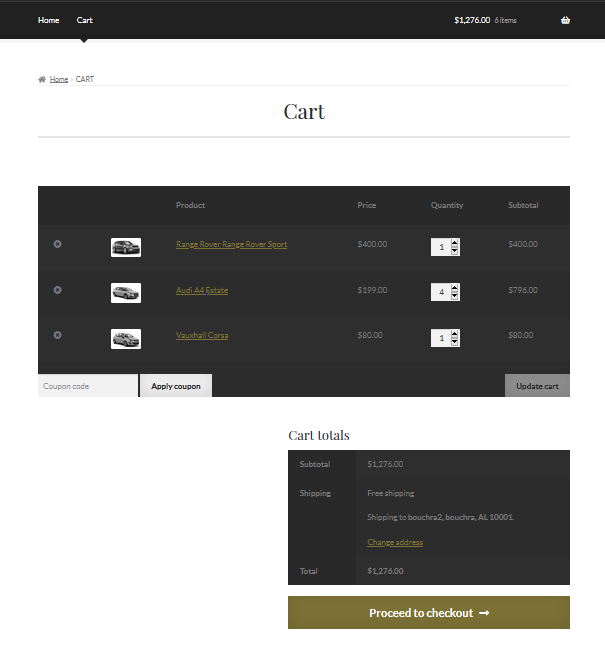 Home Cart $1,276.00 6 items
Home › CART
Cart
Product Price Quantity Subtotal
Range Rover Range Rover Sport $400.00 1 $400.00
Audi A4 Estate $199.00 4 $796.00
Vauxhall Corsa $80.00 1 $80.00
Coupon code Apply coupon Update cart
Cart totals
Subtotal $1,276.00
Shipping Free shipping
Shipping to bouchra2, bouchra, AL 10001.
Change address
Total $1,276.00
Proceed to checkout →